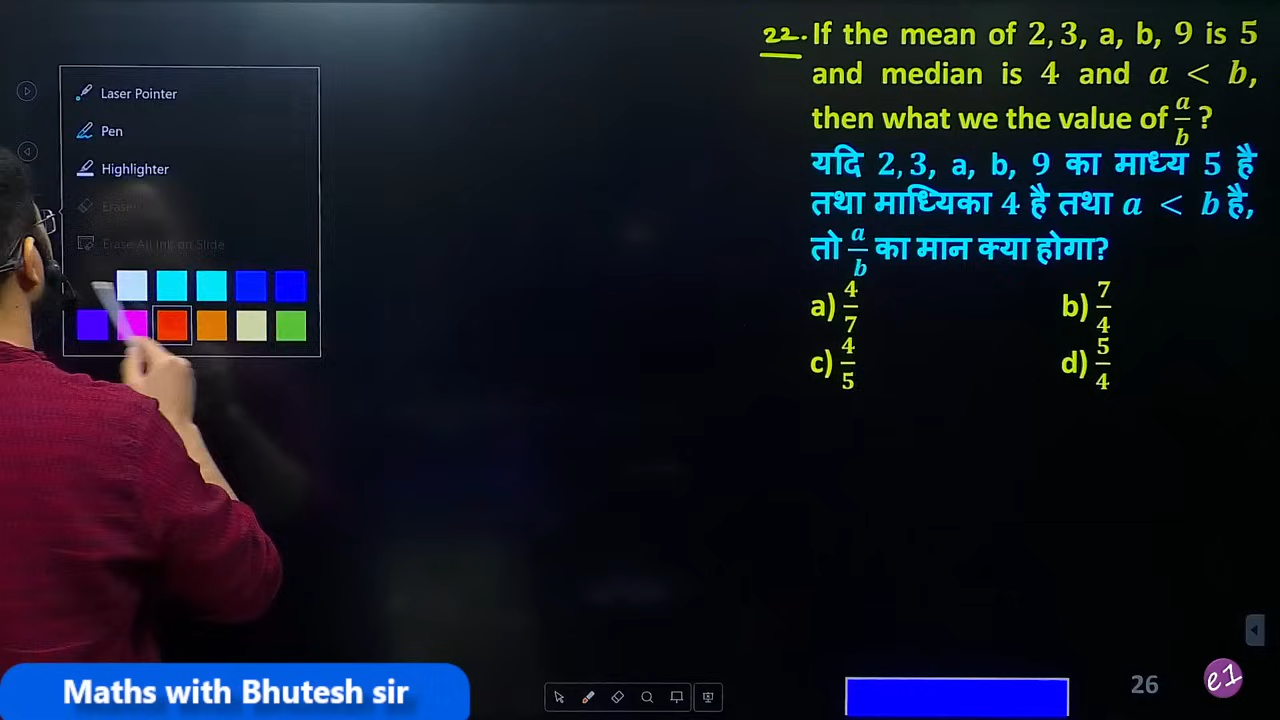 Laser Pointer
Pen
Highlighter
Eraser
Erase All Ink on Slide
22. If the mean of 2, 3, a, b, 9 is 5
and median is 4 and a < b,
then what we the value of a/b ?
यदि 2, 3, a, b, 9 का माध्य 5 है
तथा माध्यिका 4 है तथा a < b है,
तो a/b का मान क्या होगा?
a) 4/7 b) 7/4
c) 4/5 d) 5/4
Maths with Bhutesh sir
26
e1